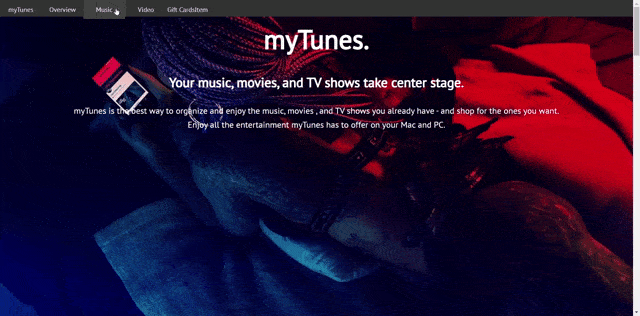 myTunes Overview Music Video Gift CardsItem
myTunes.
Your music, movies, and TV shows take center stage.
myTunes is the best way to organize and enjoy the music, movies , and TV shows you already have - and shop for the ones you want.
Enjoy all the entertainment myTunes has to offer on your Mac and PC.